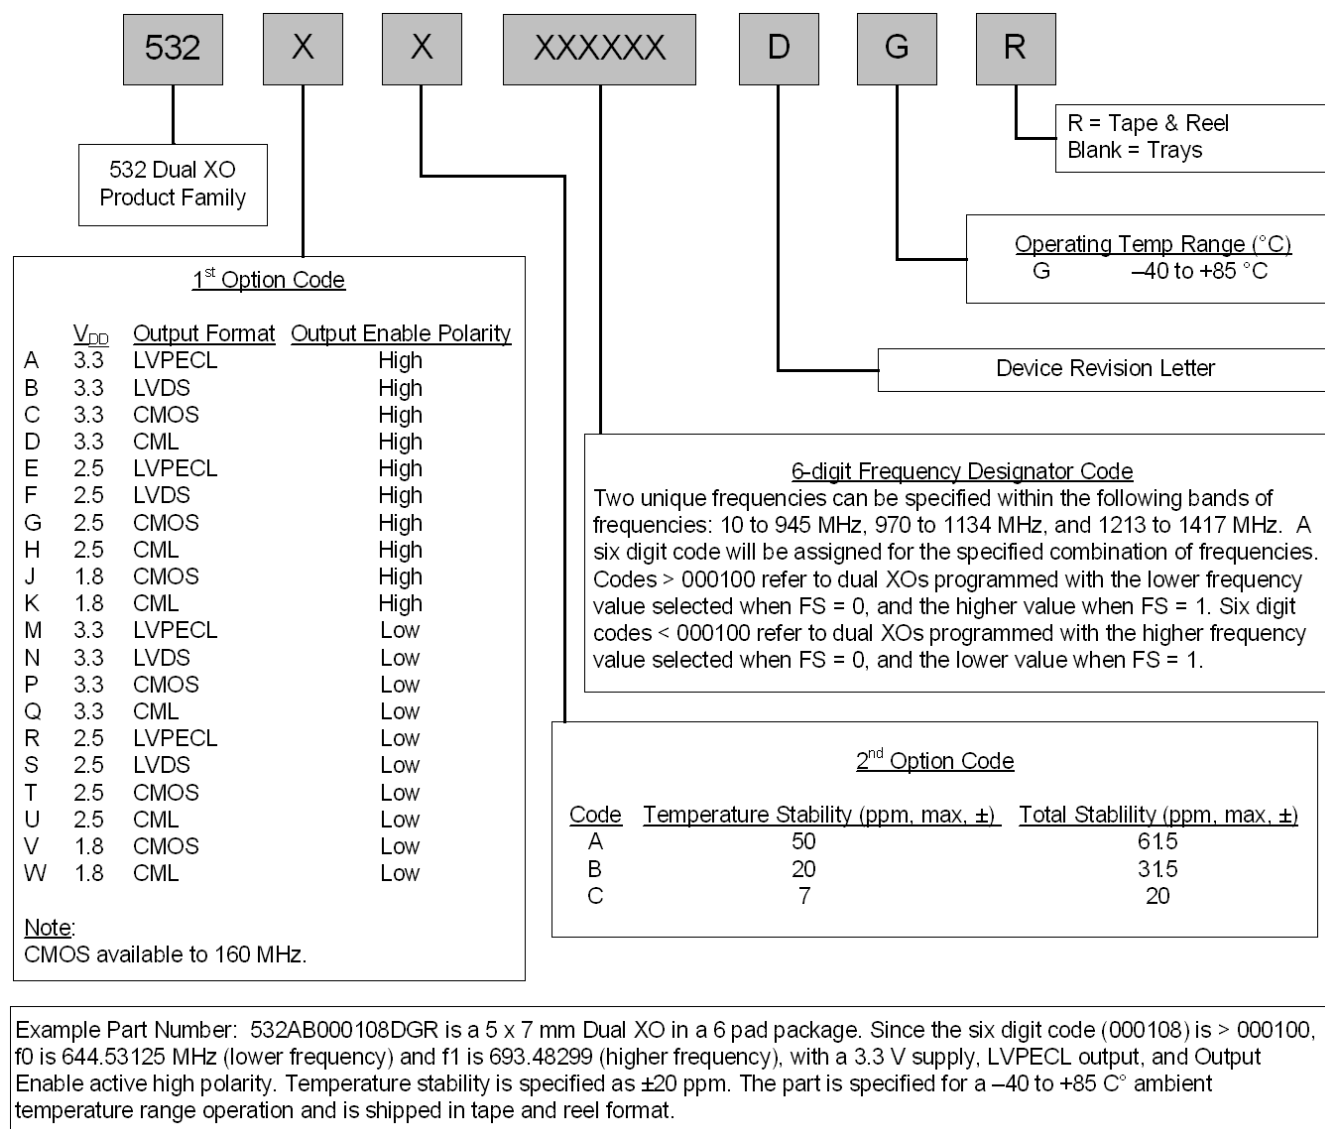 532 X X XXXXXX D G R
R = Tape & Reel
Blank = Trays
532 Dual XO
Product Family
Operating Temp Range (°C)
G –40 to +85 °C
Device Revision Letter
1st Option Code
VDD Output Format Output Enable Polarity
A 3.3 LVPECL High
B 3.3 LVDS High
C 3.3 CMOS High
D 3.3 CML High
E 2.5 LVPECL High
F 2.5 LVDS High
G 2.5 CMOS High
H 2.5 CML High
J 1.8 CMOS High
K 1.8 CML High
M 3.3 LVPECL Low
N 3.3 LVDS Low
P 3.3 CMOS Low
Q 3.3 CML Low
R 2.5 LVPECL Low
S 2.5 LVDS Low
T 2.5 CMOS Low
U 2.5 CML Low
V 1.8 CMOS Low
W 1.8 CML Low
Note:
CMOS available to 160 MHz.
6-digit Frequency Designator Code
Two unique frequencies can be specified within the following bands of
frequencies: 10 to 945 MHz, 970 to 1134 MHz, and 1213 to 1417 MHz. A
six digit code will be assigned for the specified combination of frequencies.
Codes > 000100 refer to dual XOs programmed with the lower frequency
value selected when FS = 0, and the higher value when FS = 1. Six digit
codes < 000100 refer to dual XOs programmed with the higher frequency
value selected when FS = 0, and the lower value when FS = 1.
2nd Option Code
Code Temperature Stability (ppm, max, ±) Total Stablility (ppm, max, ±)
A 50 61.5
B 20 31.5
C 7 20
Example Part Number: 532AB000108DGR is a 5 x 7 mm Dual XO in a 6 pad package. Since the six digit code (000108) is > 000100,
f0 is 644.53125 MHz (lower frequency) and f1 is 693.48299 (higher frequency), with a 3.3 V supply, LVPECL output, and Output
Enable active high polarity. Temperature stability is specified as ±20 ppm. The part is specified for a –40 to +85 C° ambient
temperature range operation and is shipped in tape and reel format.